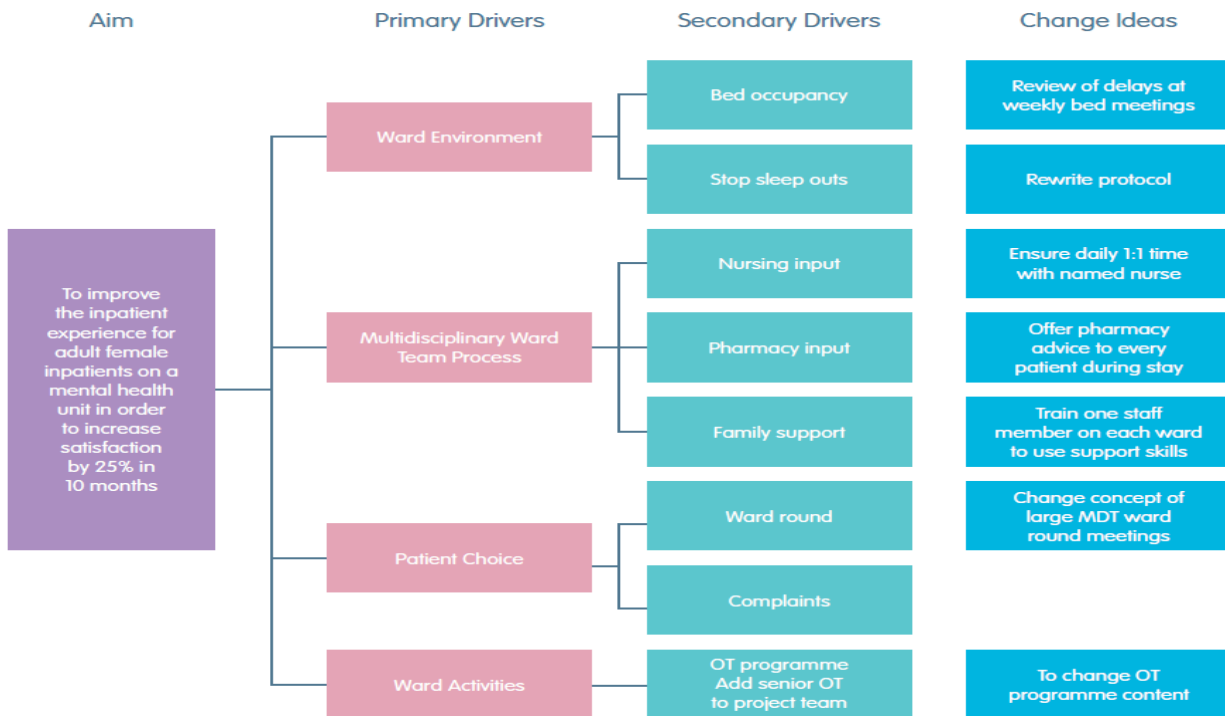 Aim
Primary Drivers
Secondary Drivers
Change Ideas
To improve
the inpatient
experience for
adult female
inpatients on a
mental health
unit in order
to increase
satisfaction
by 25% in
10 months
Ward Environment
Multidisciplinary Ward
Team Process
Patient Choice
Ward Activities
Bed occupancy
Stop sleep outs
Nursing input
Pharmacy input
Family support
Ward round
Complaints
OT programme
Add senior OT
to project team
Review of delays at
weekly bed meetings
Rewrite protocol
Ensure daily 1:1 time
with named nurse
Offer pharmacy
advice to every
patient during stay
Train one staff
member on each ward
to use support skills
Change concept of
large MDT ward
round meetings
To change OT
programme content